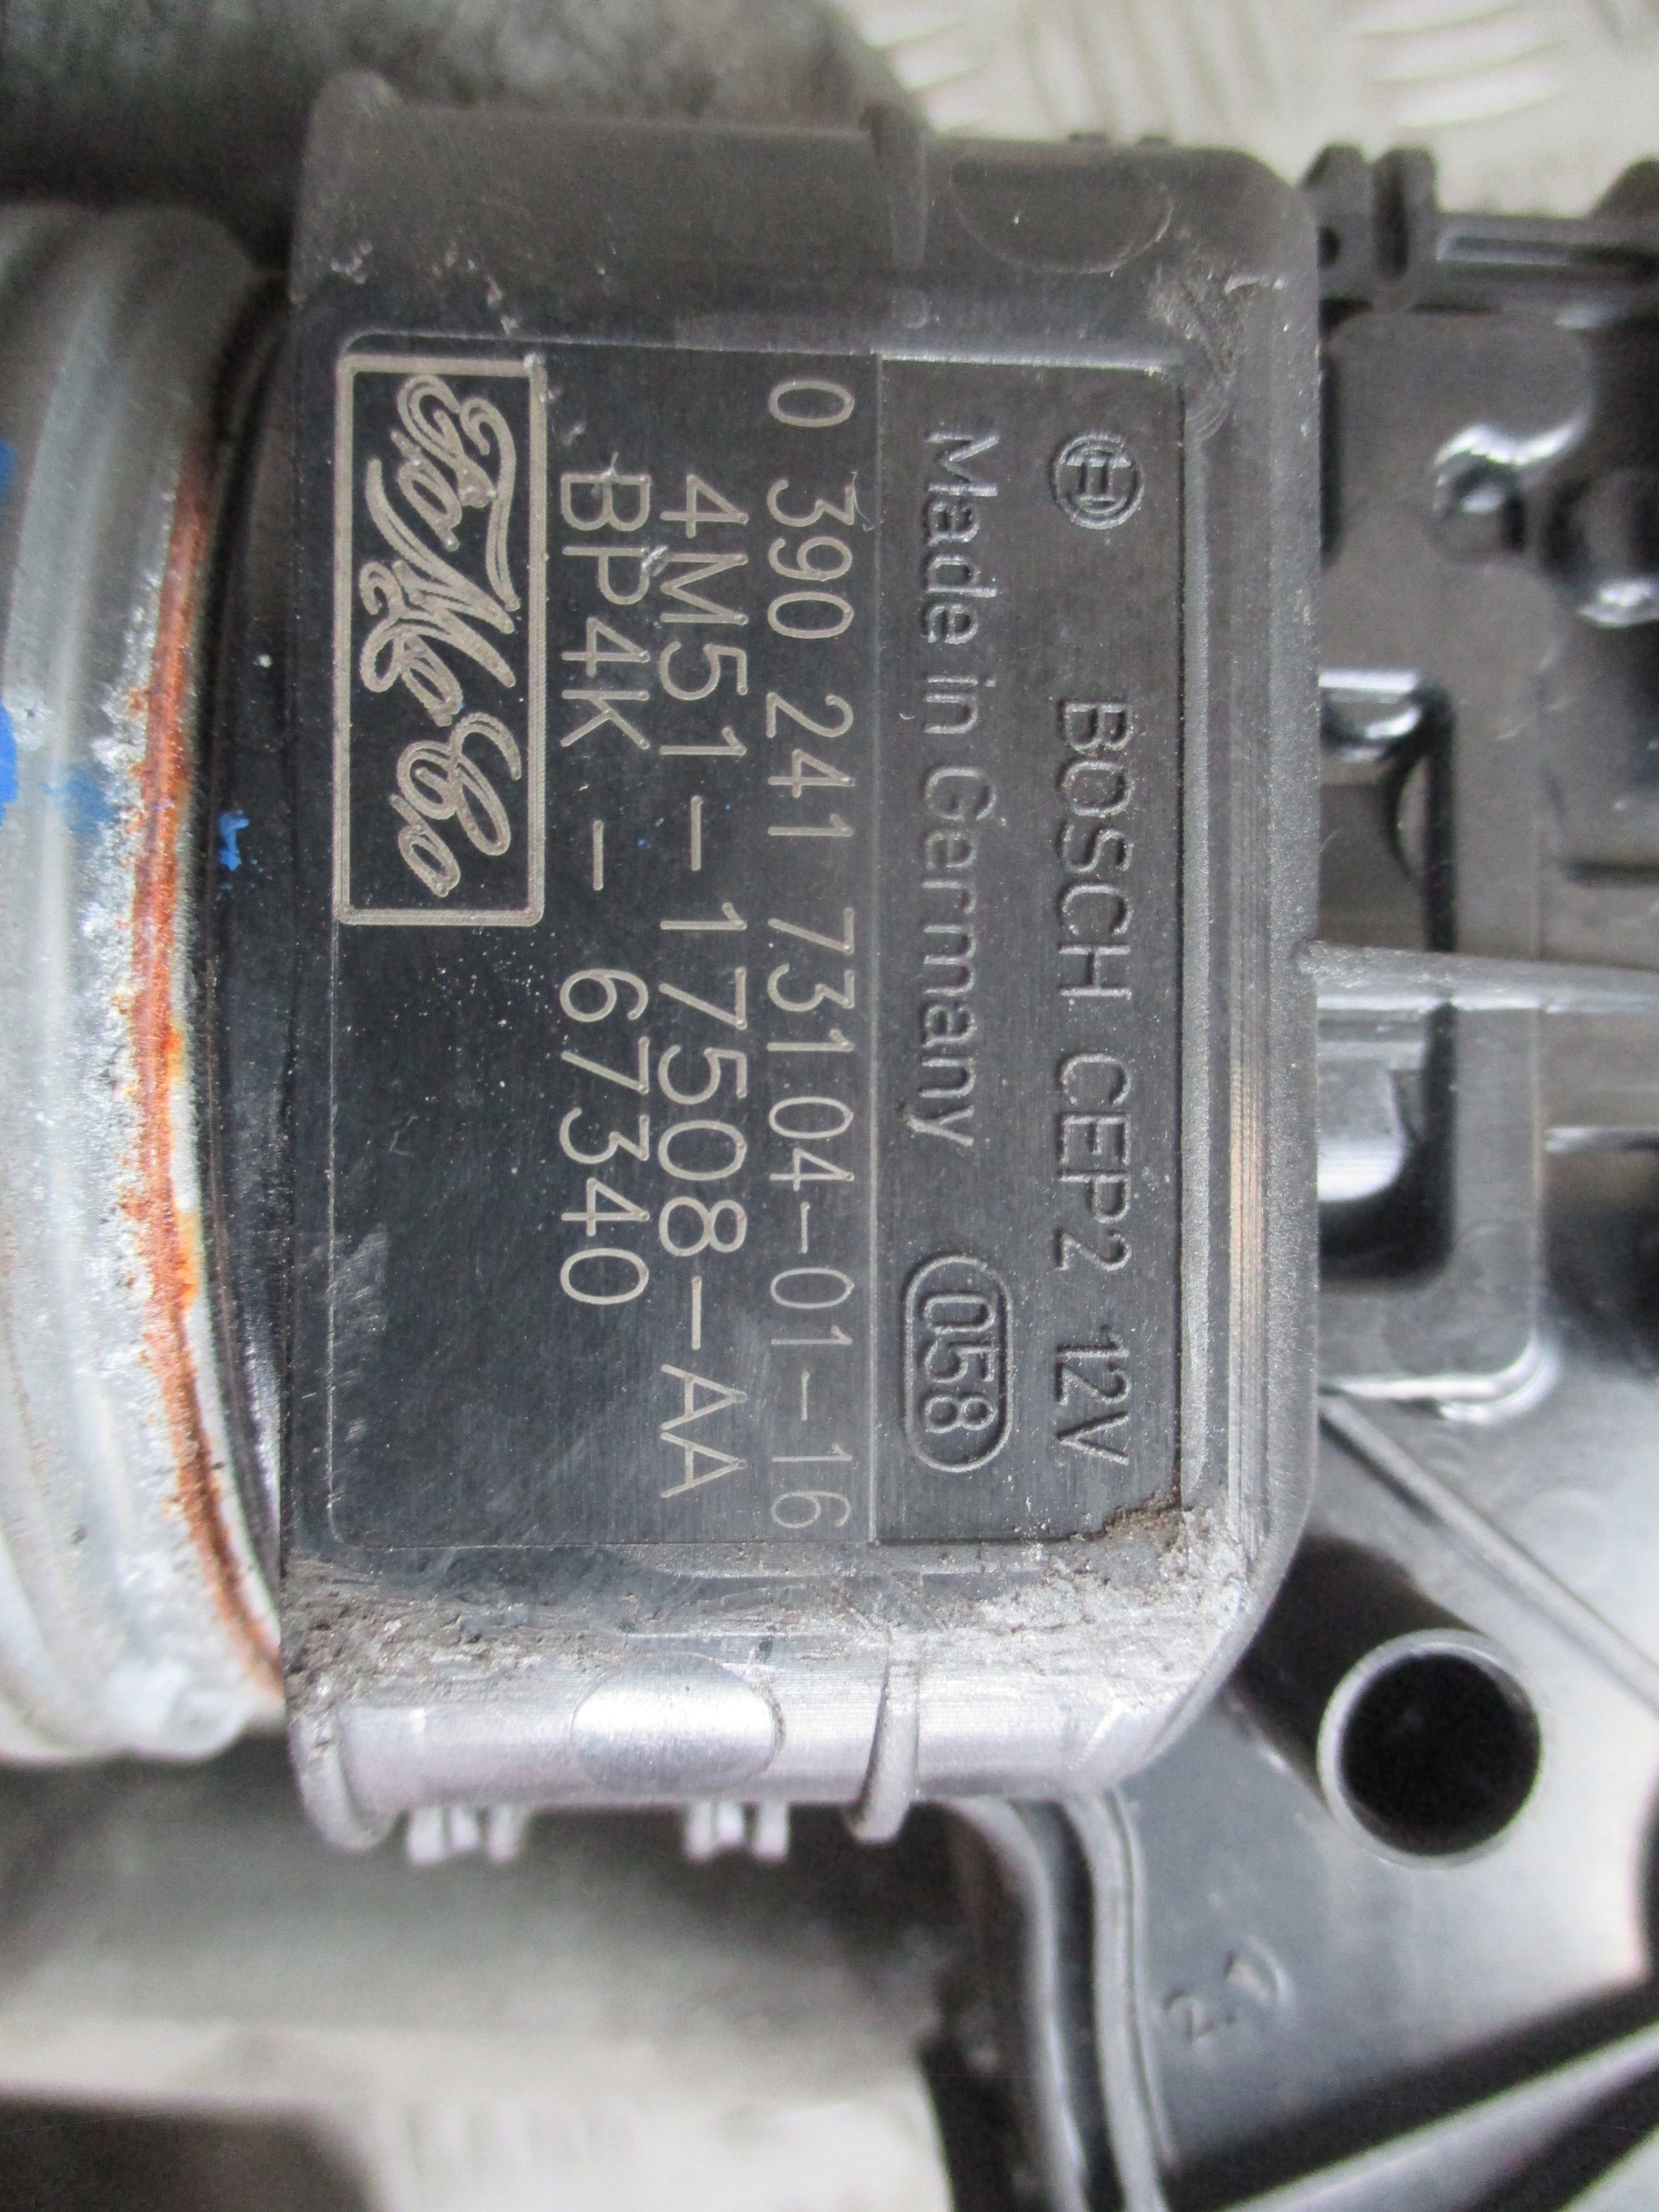 BOSCH CEP2 12V
Made in Germany 058
0 390 241 731 04-01-16
4M51-17508-AA
BP4K - 67340
FoMoCo